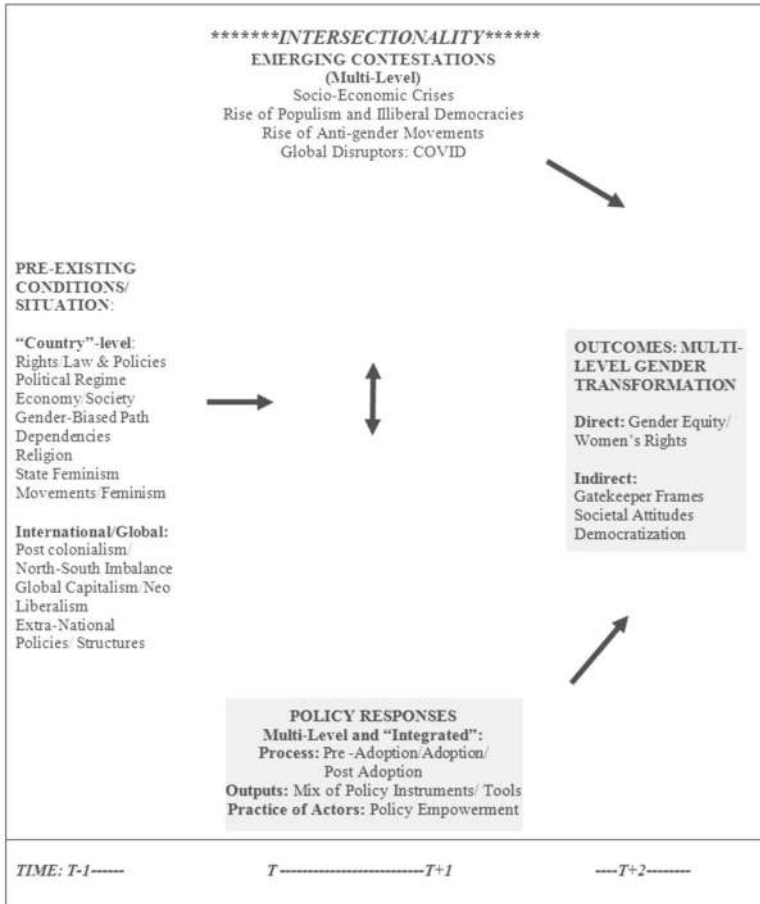 *******INTERSECTIONALITY******
EMERGING CONTESTATIONS
(Multi-Level)
Socio-Economic Crises
Rise of Populism and Illiberal Democracies
Rise of Anti-gender Movements
Global Disruptors: COVID
PRE-EXISTING
CONDITIONS/
SITUATION:
“Country”-level:
Rights/Law & Policies
Political Regime
Economy/Society
Gender-Biased Path
Dependencies
Religion
State Feminism
Movements/Feminism
International/Global:
Post colonialism/
North-South Imbalance
Global Capitalism/Neo
Liberalism
Extra-National
Policies/ Structures
OUTCOMES: MULTI-
LEVEL GENDER
TRANSFORMATION
Direct: Gender Equity/
Women’s Rights
Indirect:
Gatekeeper Frames
Societal Attitudes
Democratization
POLICY RESPONSES
Multi-Level and “Integrated”:
Process: Pre -Adoption/Adoption/
Post Adoption
Outputs: Mix of Policy Instruments/ Tools
Practice of Actors: Policy Empowerment
TIME: T-1------ T--------------------------T+1 ----T+2--------